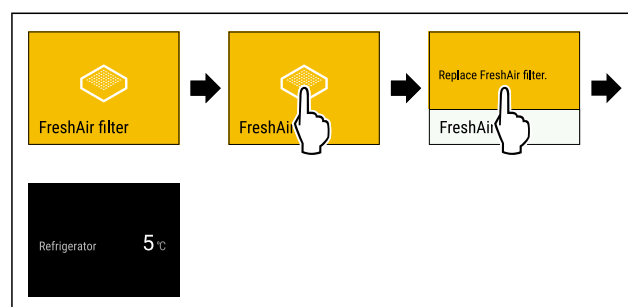 FreshAir filter
FreshAi
Replace FreshAir filter.
FreshAi
Refrigerator 5 °C